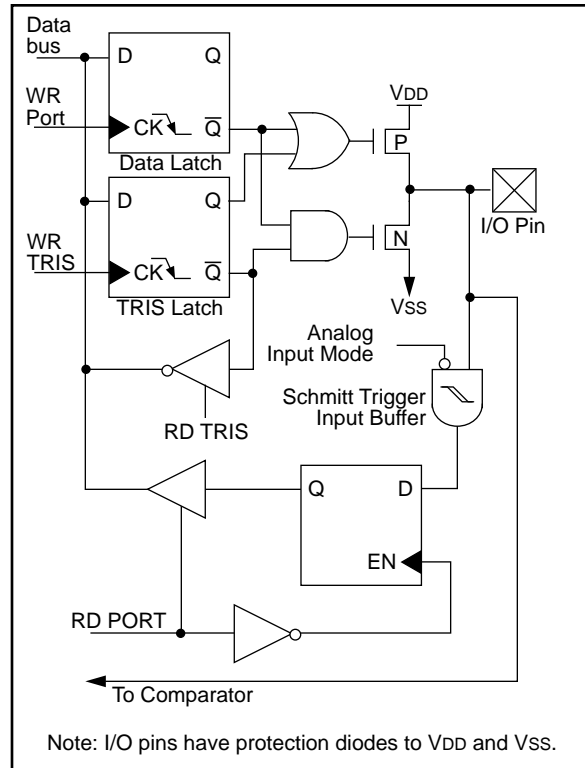 Data
bus
D
Q
VDD
WR
Port
CK
Q
P
Data Latch
D
Q
I/O Pin
N
WR
TRIS
CK
Q
VSS
TRIS Latch
Analog
Input Mode
Schmitt Trigger
Input Buffer
RD TRIS
Q
D
EN
RD PORT
To Comparator
Note: I/O pins have protection diodes to VDD and VSS.